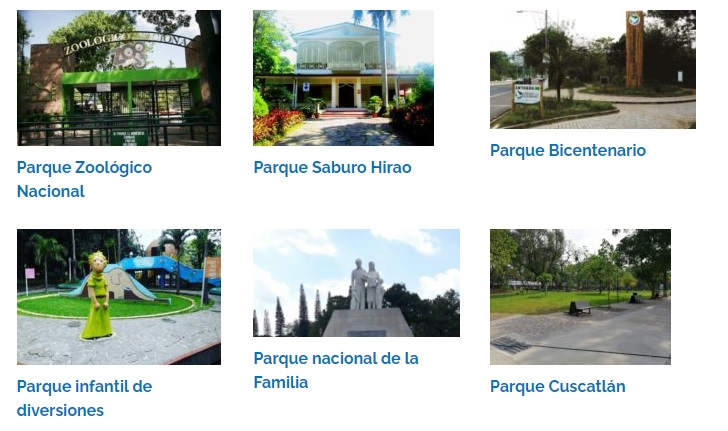 ZOOLOGICO NACIONAL
Parque Zoológico
Nacional
Parque Saburo Hirao
Parque Bicentenario
Parque infantil de
diversiones
Parque nacional de la
Familia
Parque Cuscatlán